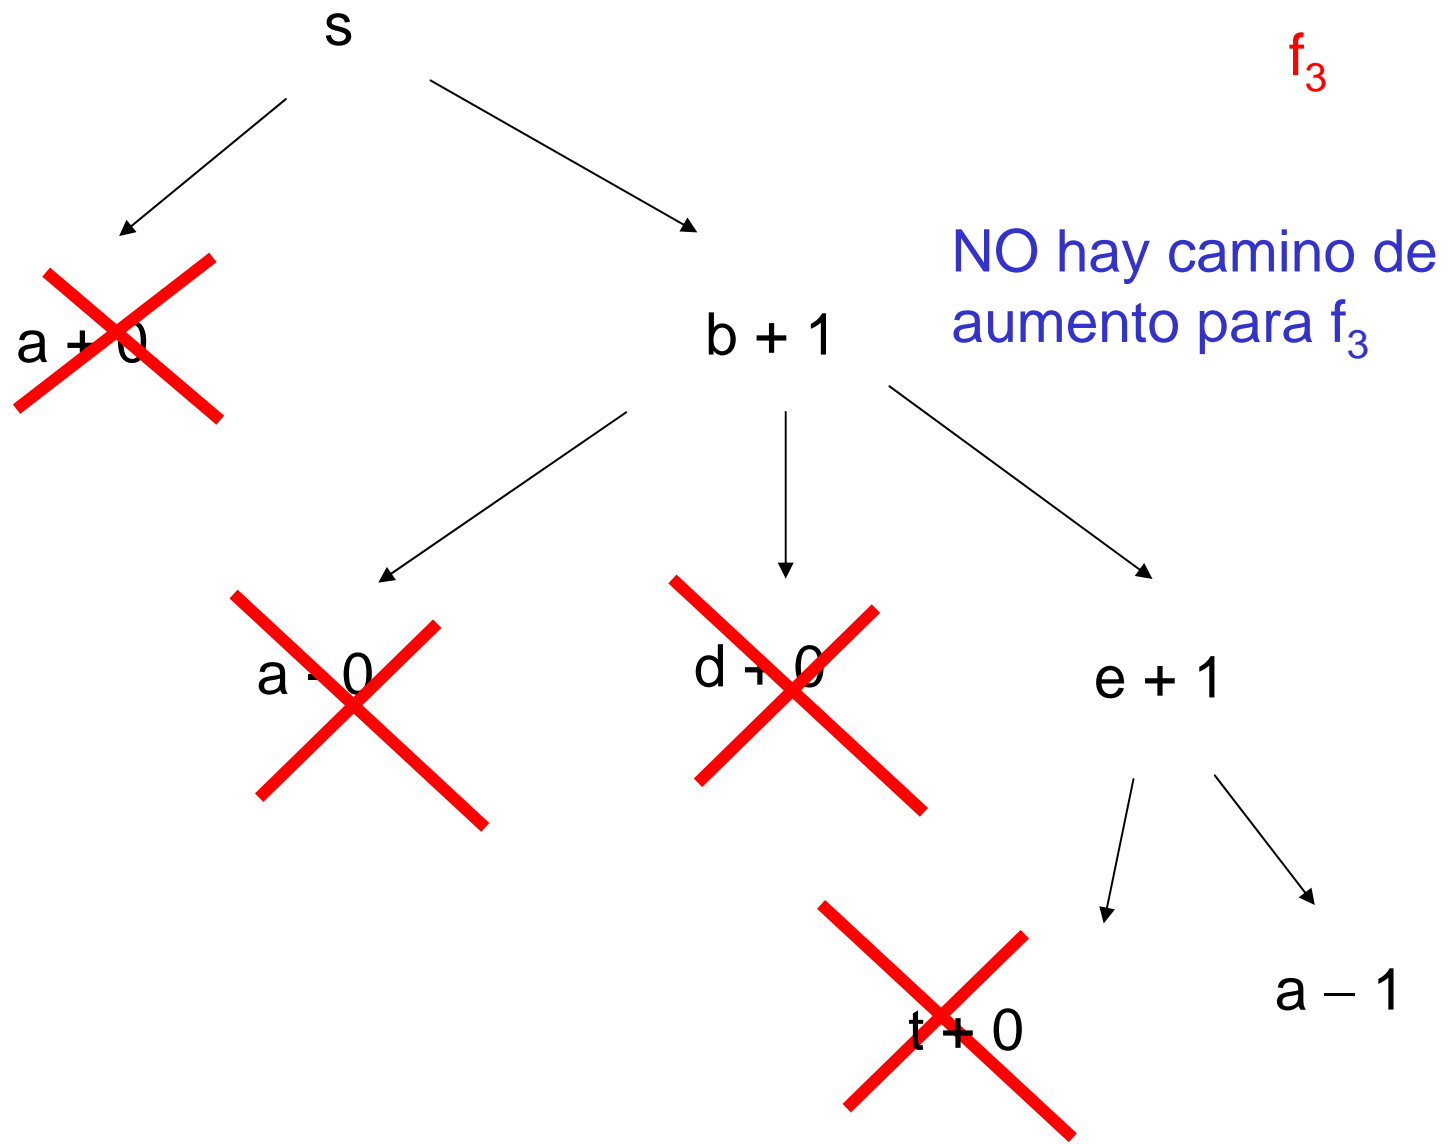 s
f₃
NO hay camino de
aumento para f₃
a + 0
b + 1
a - 0
d + 0
e + 1
t + 0
a – 1